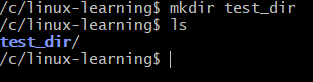 /c/linux-learning$ mkdir test_dir
/c/linux-learning$ ls
test_dir/
/c/linux-learning$